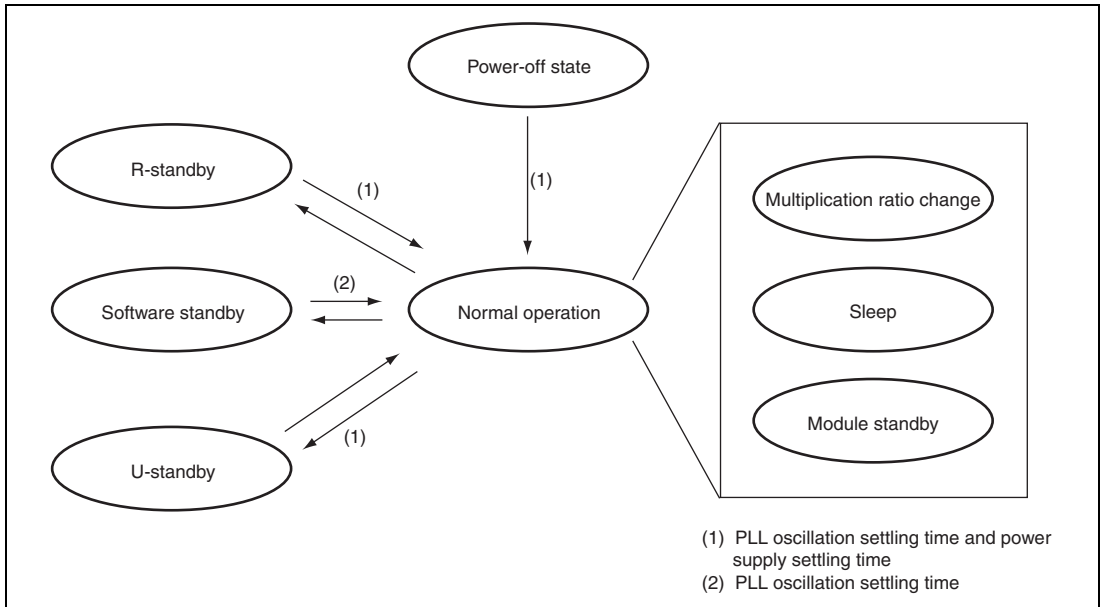 Power-off state
R-standby
(1)
(1)
Multiplication ratio change
Software standby
(2)
Normal operation
Sleep
U-standby
(1)
Module standby
(1) PLL oscillation settling time and power
supply settling time
(2) PLL oscillation settling time